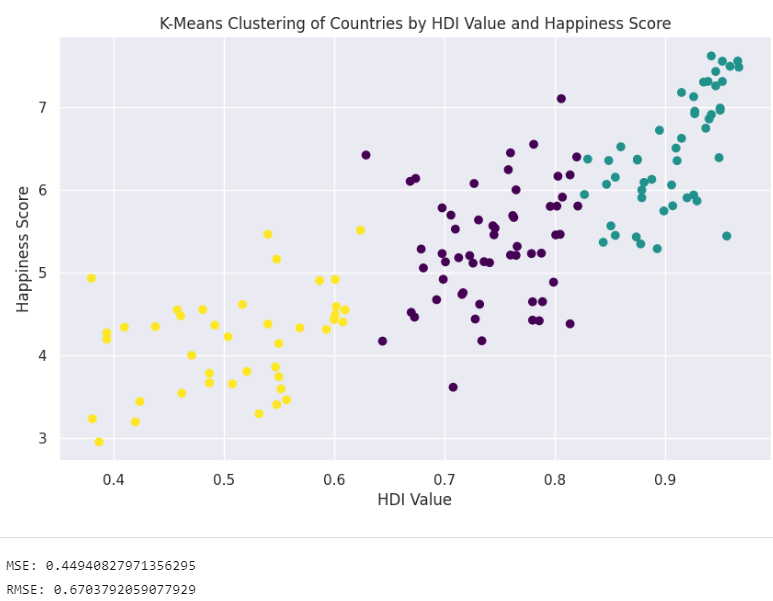 K-Means Clustering of Countries by HDI Value and Happiness Score
7
6
5
4
3
Happiness Score
0.4 0.5 0.6 0.7 0.8 0.9
HDI Value
MSE: 0.44940827971356295
RMSE: 0.6703792059077929